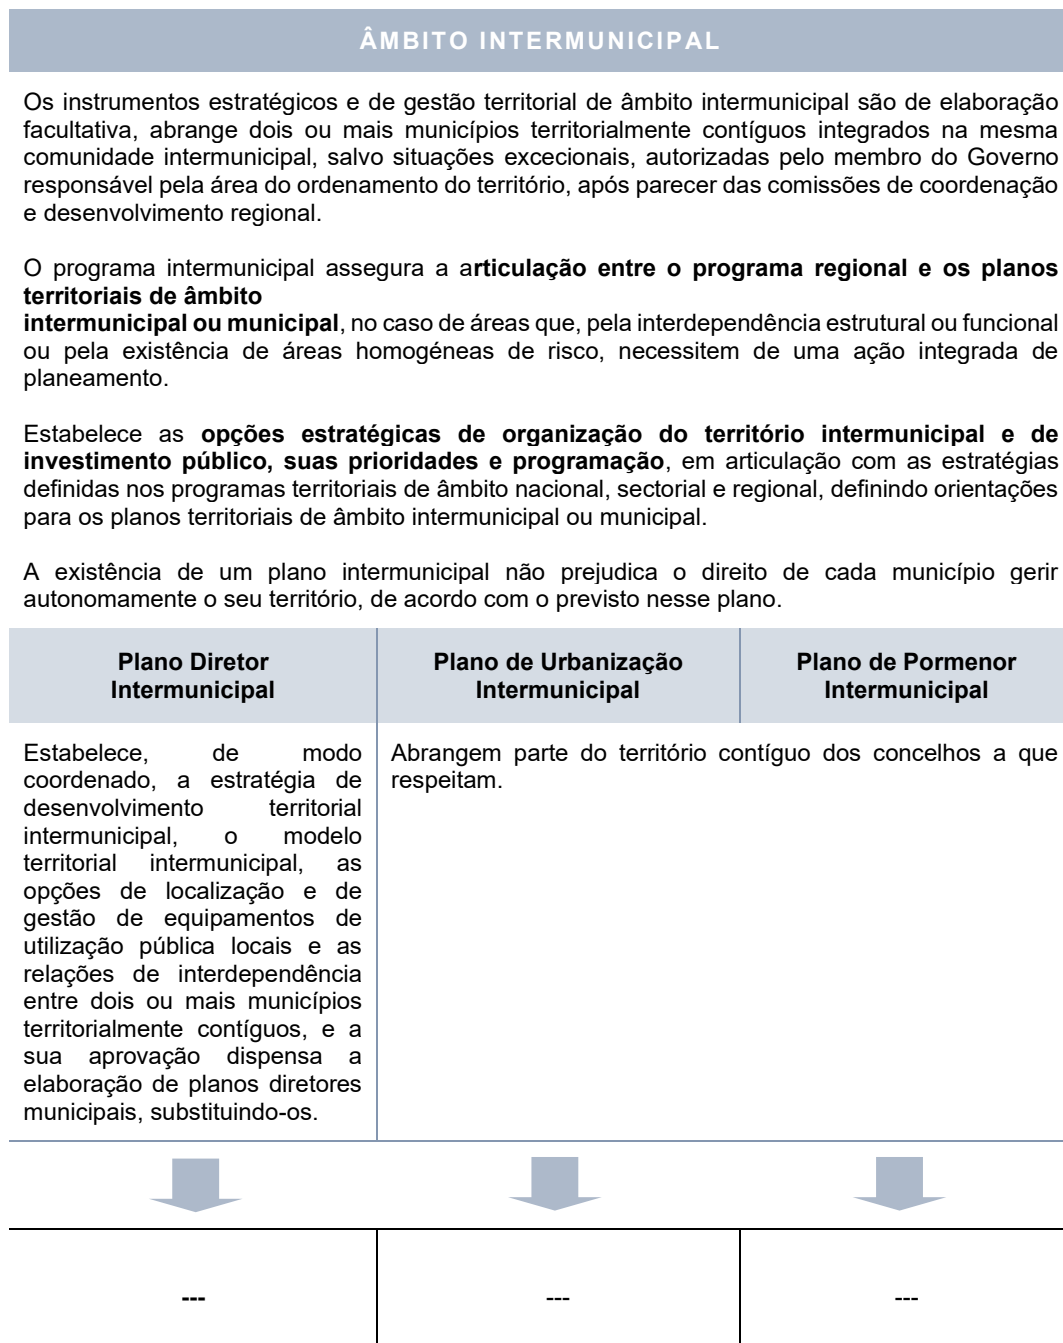 ÂMBITO INTERMUNICIPAL
Os instrumentos estratégicos e de gestão territorial de âmbito intermunicipal são de elaboração
facultativa, abrange dois ou mais municípios territorialmente contíguos integrados na mesma
comunidade intermunicipal, salvo situações excecionais, autorizadas pelo membro do Governo
responsável pela área do ordenamento do território, após parecer das comissões de coordenação
e desenvolvimento regional.
O programa intermunicipal assegura a articulação entre o programa regional e os planos
territoriais de âmbito
intermunicipal ou municipal, no caso de áreas que, pela interdependência estrutural ou funcional
ou pela existência de áreas homogéneas de risco, necessitem de uma ação integrada de
planeamento.
Estabelece as opções estratégicas de organização do território intermunicipal e de
investimento público, suas prioridades e programação, em articulação com as estratégias
definidas nos programas territoriais de âmbito nacional, sectorial e regional, definindo orientações
para os planos territoriais de âmbito intermunicipal ou municipal.
A existência de um plano intermunicipal não prejudica o direito de cada município gerir
autonomamente o seu território, de acordo com o previsto nesse plano.
Plano Diretor
Intermunicipal
Plano de Urbanização
Intermunicipal
Plano de Pormenor
Intermunicipal
Estabelece, de modo
coordenado, a estratégia de
desenvolvimento territorial
intermunicipal, o modelo
territorial intermunicipal, as
opções de localização e de
gestão de equipamentos de
utilização pública locais e as
relações de interdependência
entre dois ou mais municípios
territorialmente contíguos, e a
sua aprovação dispensa a
elaboração de planos diretores
municipais, substituindo-os.
Abrangem parte do território contíguo dos concelhos a que
respeitam.
---
---
---